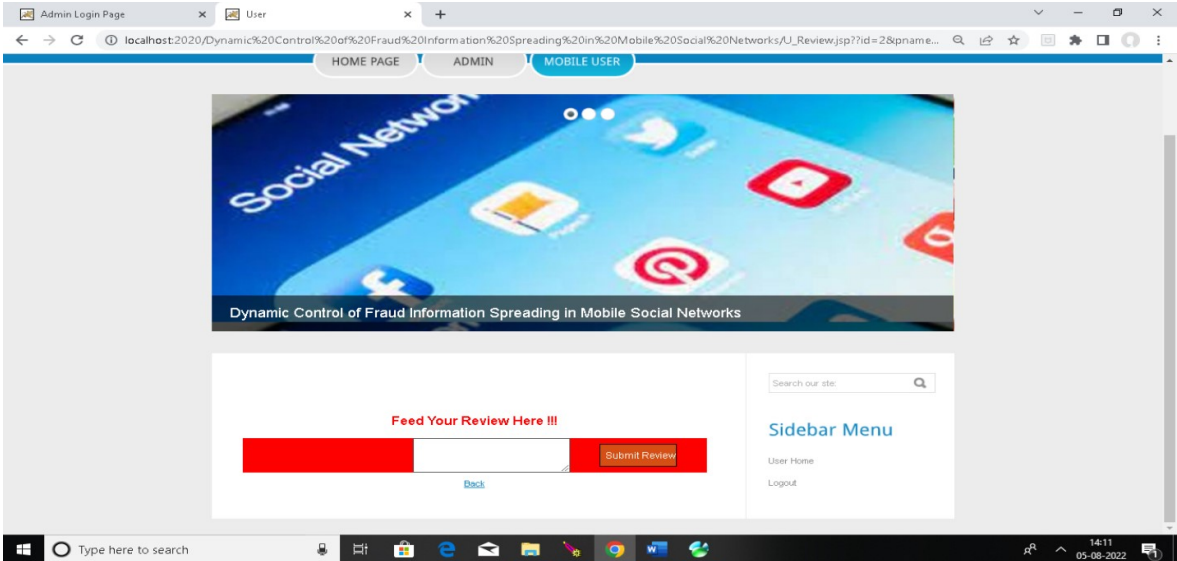 Admin Login Page
User
localhost:2020/Dynamic%20Control%20of%20Fraud%20Information%20Spreading%20in%20Mobile%20Social%20Networks/U_Review.jsp??id=2&pname...
HOME PAGE
ADMIN
MOBILE USER
Social Network
Dynamic Control of Fraud Information Spreading in Mobile Social Networks
Search our ste:
Feed Your Review Here !!!
Submit Review
Back
Sidebar Menu
User Home
Logout
Type here to search
14:11
05-08-2022